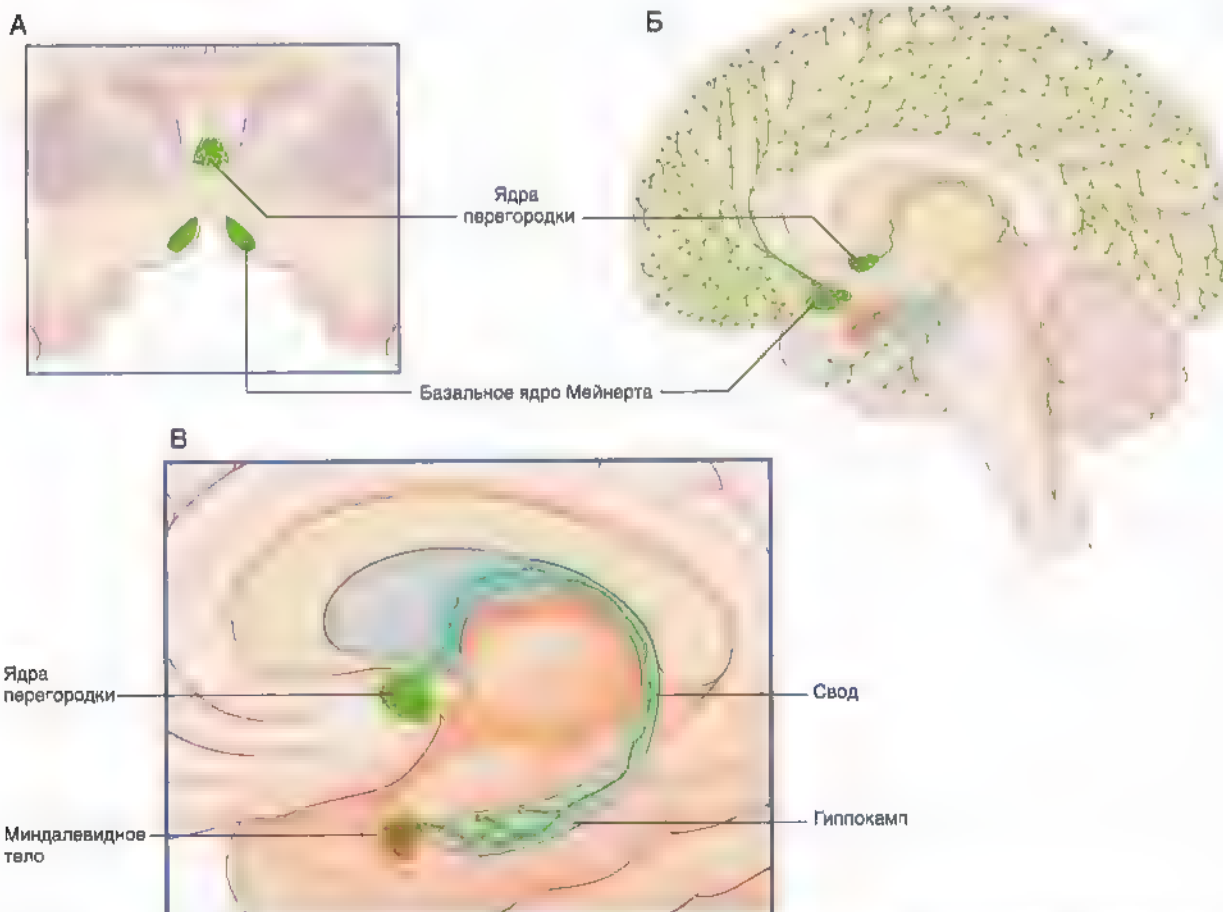 А
Б
Ядра
перегородки
Базальное ядро Мейнерта
В
Ядра
перегородки
Свод
Миндалевидное
тело
Гиппокамп